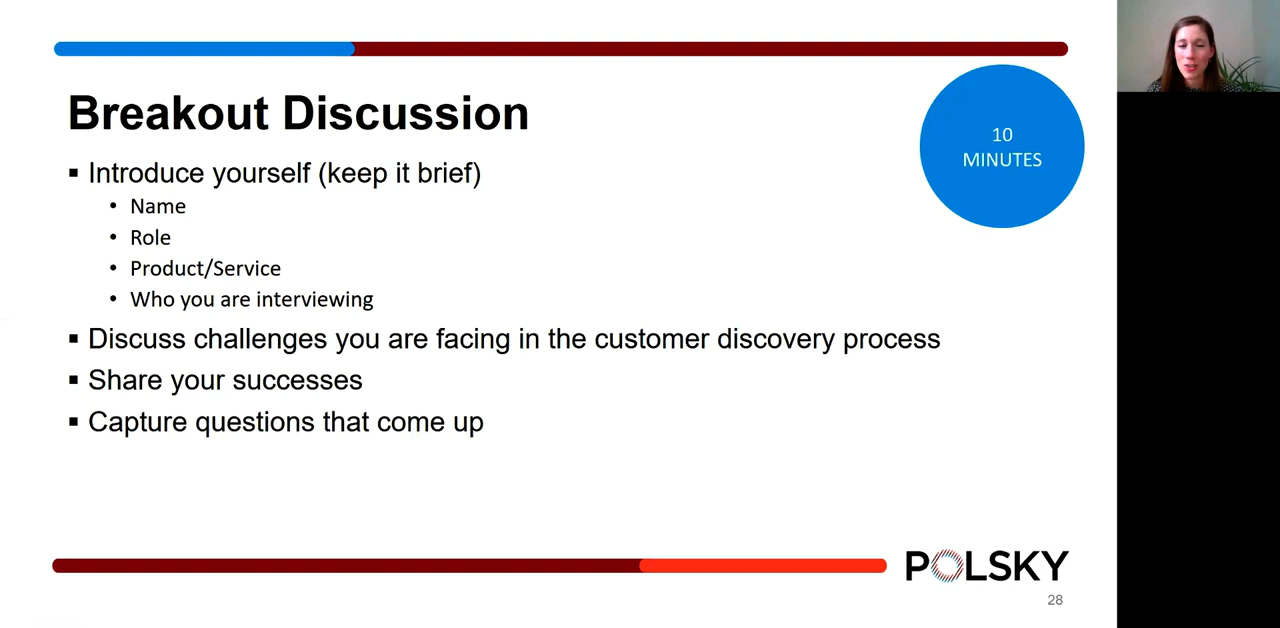 Breakout Discussion
10
MINUTES
▪ Introduce yourself (keep it brief)
• Name
• Role
• Product/Service
• Who you are interviewing
▪ Discuss challenges you are facing in the customer discovery process
▪ Share your successes
▪ Capture questions that come up
POLSKY
28